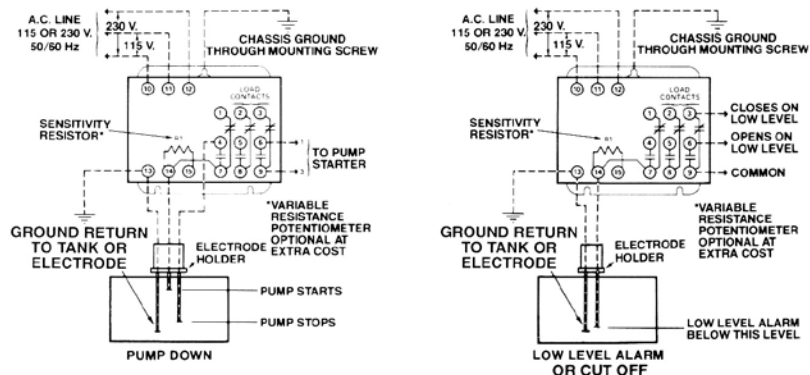 A.C. LINE
115 OR 230 V.
50/60 Hz
230 V.
115 V.
CHASSIS GROUND
THROUGH MOUNTING SCREW
10
11
12
LOAD
CONTACTS
1
2
3
SENSITIVITY
RESISTOR*
R1
4
5
6
1
TO PUMP
STARTER
3
13
14
15
7
8
9
*VARIABLE
RESISTANCE
POTENTIOMETER
OPTIONAL AT
EXTRA COST
GROUND RETURN
TO TANK OR
ELECTRODE
ELECTRODE
HOLDER
PUMP STARTS
PUMP STOPS
PUMP DOWN
A.C. LINE
115 OR 230 V.
50/60 Hz
230 V.
115 V.
CHASSIS GROUND
THROUGH MOUNTING SCREW
10
11
12
LOAD
CONTACTS
1
2
3
CLOSES ON
LOW LEVEL
SENSITIVITY
RESISTOR*
R1
4
5
6
OPENS ON
LOW LEVEL
13
14
15
7
8
9
COMMON
*VARIABLE
RESISTANCE
POTENTIOMETER
OPTIONAL AT
EXTRA COST
GROUND RETURN
TO TANK OR
ELECTRODE
ELECTRODE
HOLDER
LOW LEVEL ALARM
BELOW THIS LEVEL
LOW LEVEL ALARM
OR CUT OFF